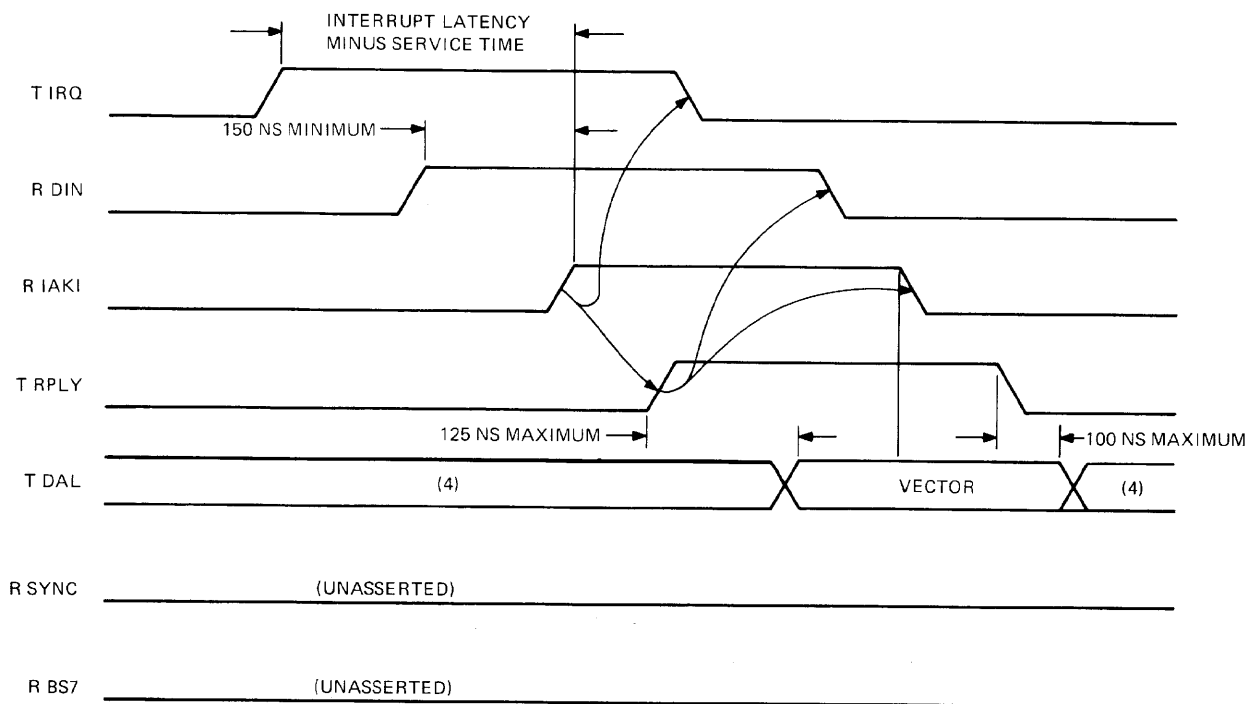 INTERRUPT LATENCY
MINUS SERVICE TIME
T IRQ
150 NS MINIMUM
R DIN
R IAKI
T RPLY
125 NS MAXIMUM
100 NS MAXIMUM
T DAL
(4)
VECTOR
(4)
R SYNC
(UNASSERTED)
R BS7
(UNASSERTED)